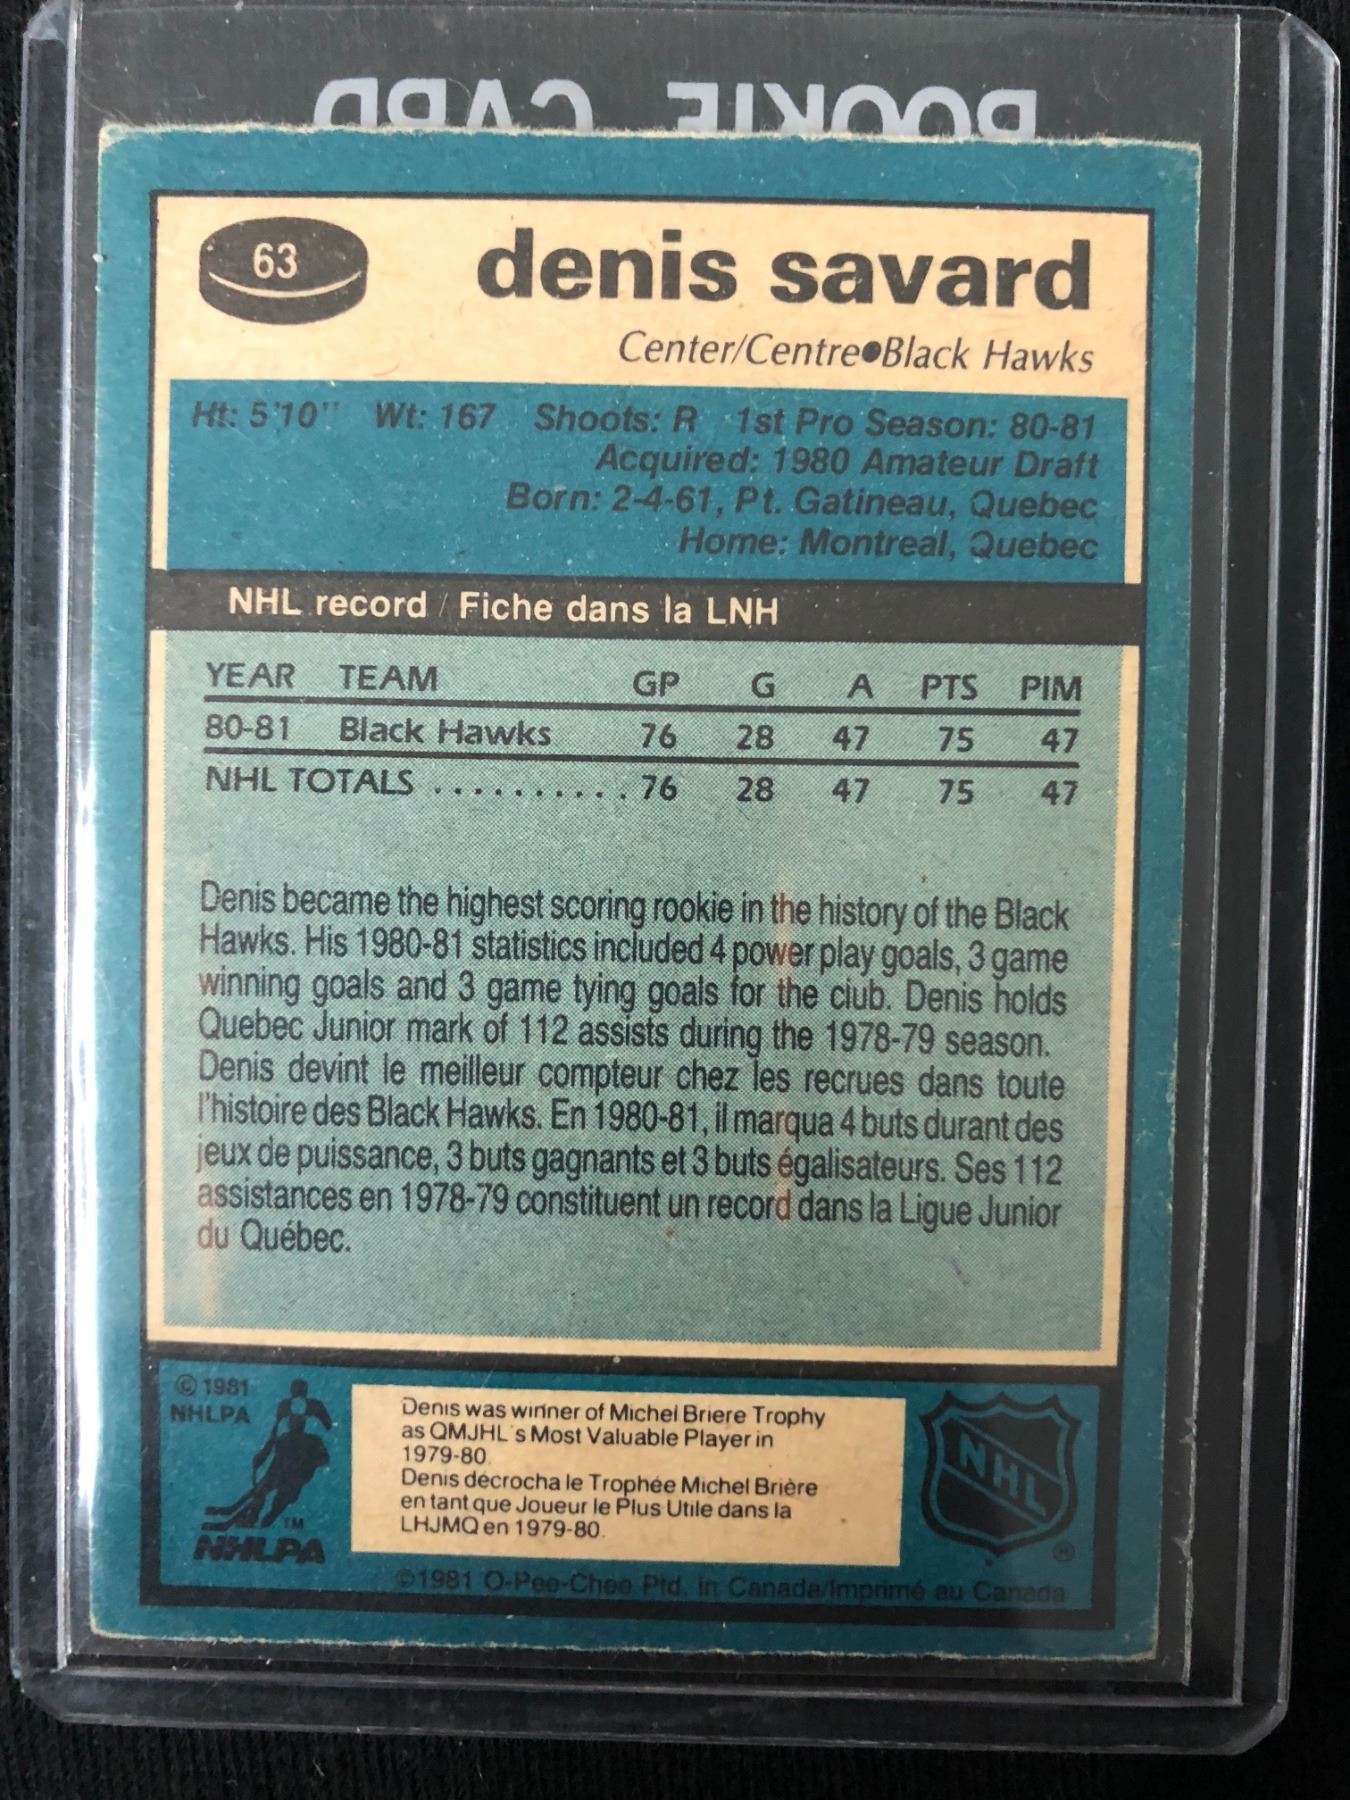 ROOKIE CARD
63
denis savard
Center/Centre●Black Hawks
Ht: 5'10" Wt: 167 Shoots: R 1st Pro Season: 80-81
Acquired: 1980 Amateur Draft
Born: 2-4-61, Pt. Gatineau, Quebec
Home: Montreal, Quebec
NHL record / Fiche dans la LNH
YEAR TEAM GP G A PTS PIM
80-81 Black Hawks 76 28 47 75 47
NHL TOTALS .......... 76 28 47 75 47
Denis became the highest scoring rookie in the history of the Black
Hawks. His 1980-81 statistics included 4 power play goals, 3 game
winning goals and 3 game tying goals for the club. Denis holds
Quebec Junior mark of 112 assists during the 1978-79 season.
Denis devint le meilleur compteur chez les recrues dans toute
l'histoire des Black Hawks. En 1980-81, il marqua 4 buts durant des
jeux de puissance, 3 buts gagnants et 3 buts égalisateurs. Ses 112
assistances en 1978-79 constituent un record dans la Ligue Junior
du Québec.
© 1981
NHLPA
TM
NHLPA
Denis was winner of Michel Briere Trophy
as QMJHL's Most Valuable Player in
1979-80.
Denis décrocha le Trophée Michel Brière
en tant que Joueur le Plus Utile dans la
LHJMQ en 1979-80.
NHL
®
©1981 O-Pee-Chee Ptd. in Canada/Imprimé au Canada